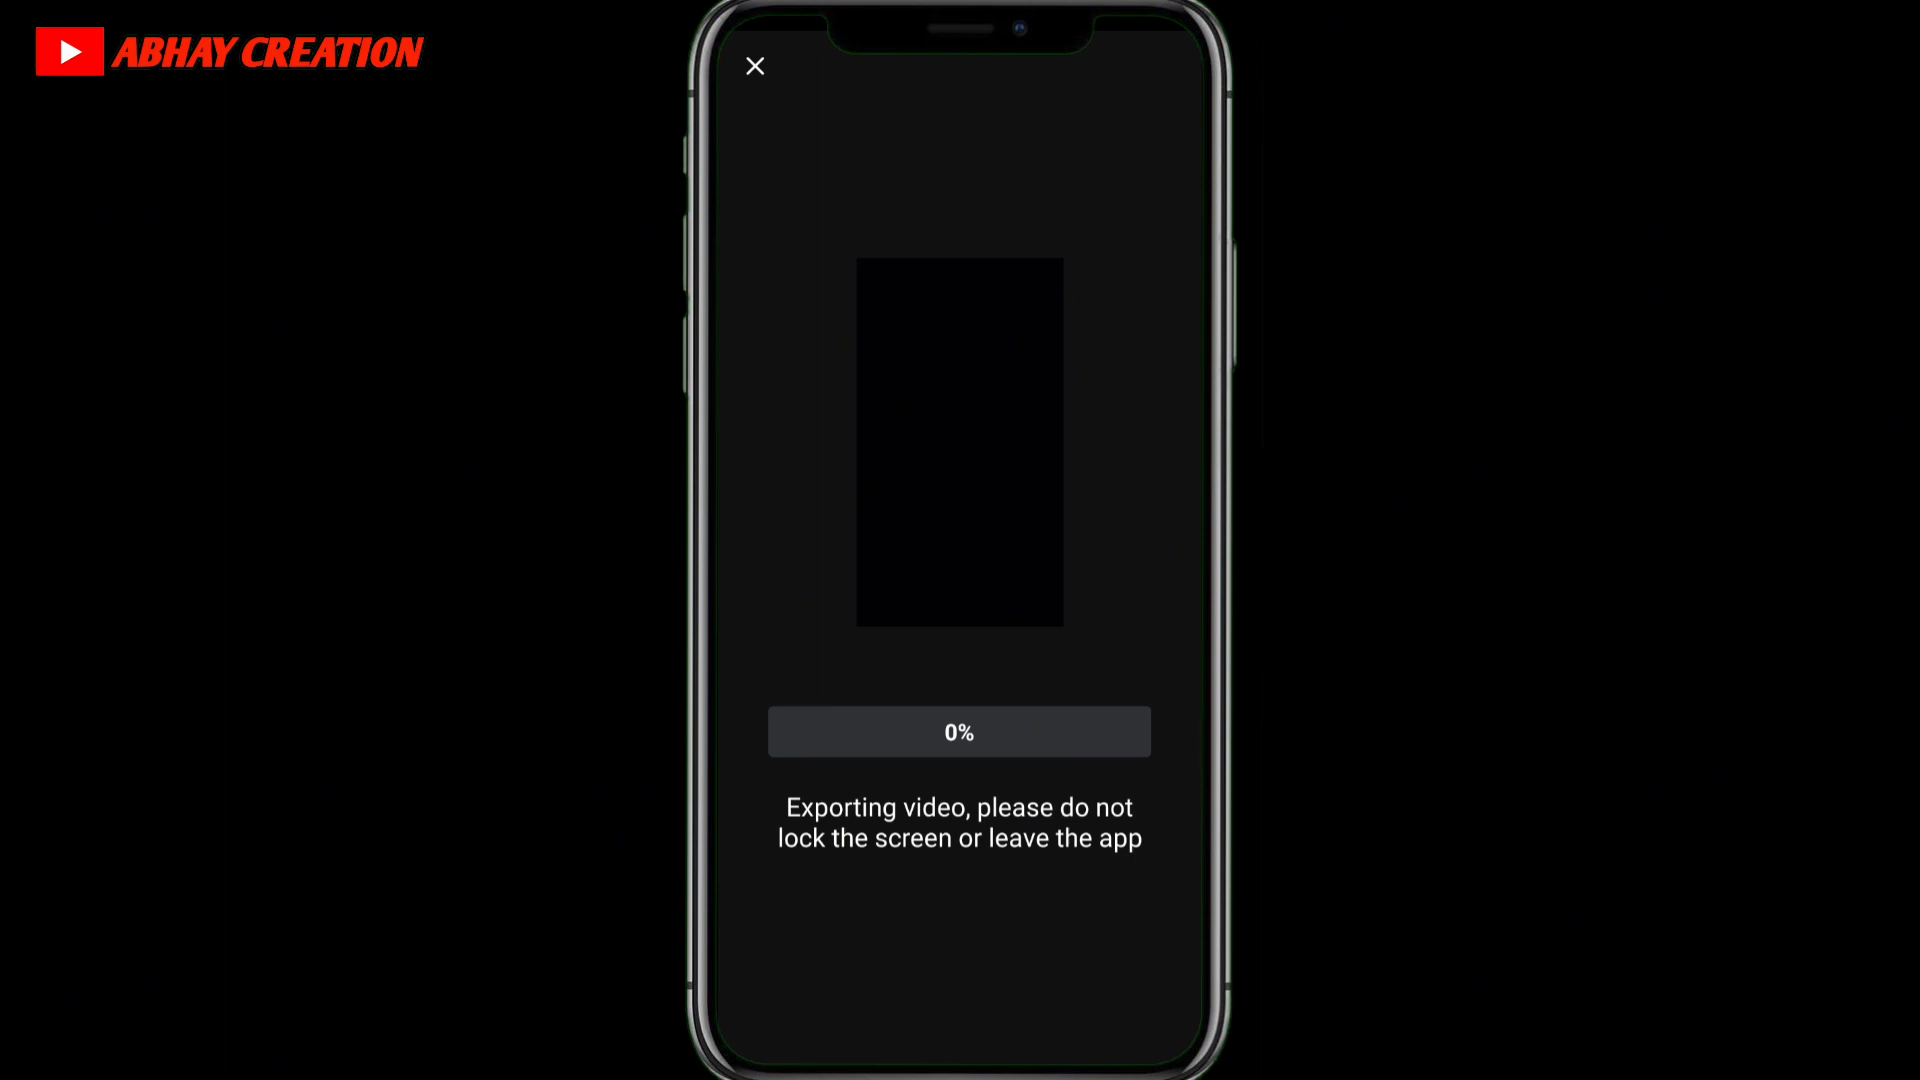 ABHAY CREATION
0%
Exporting video, please do not
lock the screen or leave the app